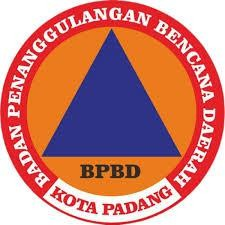 BADAN PENANGGULANGAN BENCANA DAERAH
BPBD
KOTA PADANG